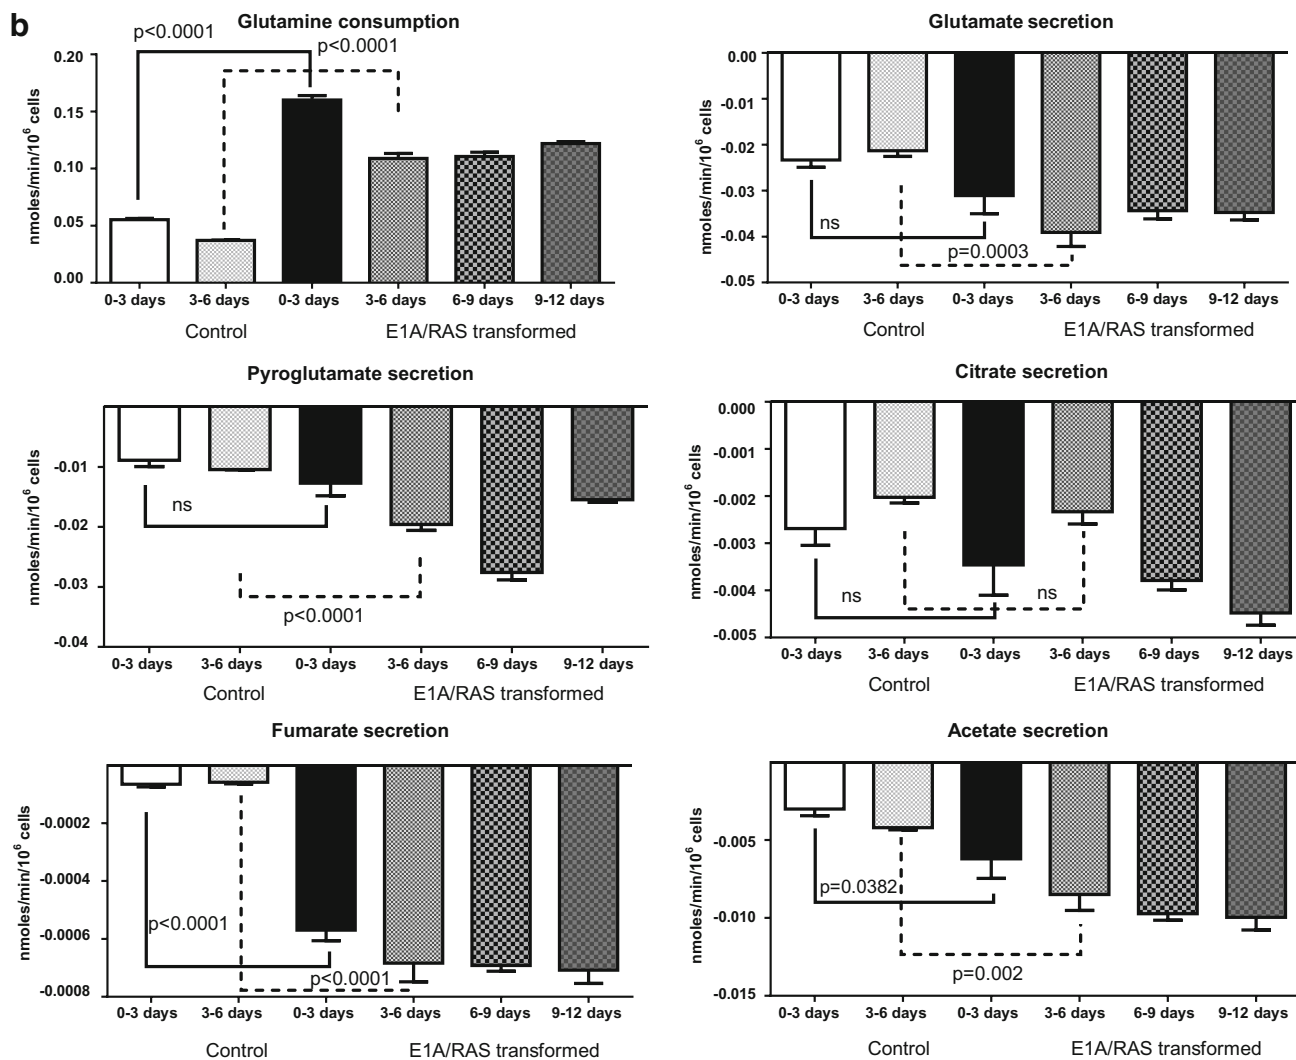 b
Glutamine consumption
p<0.0001
p<0.0001
nmoles/min/10⁶ cells
0.20
0.15
0.10
0.05
0.00
0-3 days 3-6 days 0-3 days 3-6 days 6-9 days 9-12 days
Control E1A/RAS transformed
Glutamate secretion
nmoles/min/10⁶ cells
0.00
-0.01
-0.02
-0.03
-0.04
-0.05
ns
p=0.0003
0-3 days 3-6 days 0-3 days 3-6 days 6-9 days 9-12 days
Control E1A/RAS transformed
Pyroglutamate secretion
nmoles/min/10⁶ cells
-0.01
-0.02
-0.03
-0.04
ns
p<0.0001
0-3 days 3-6 days 0-3 days 3-6 days 6-9 days 9-12 days
Control E1A/RAS transformed
Citrate secretion
nmoles/min/10⁶ cells
0.000
-0.001
-0.002
-0.003
-0.004
-0.005
ns ns
0-3 days 3-6 days 0-3 days 3-6 days 6-9 days 9-12 days
Control E1A/RAS transformed
Fumarate secretion
nmoles/min/10⁶ cells
-0.0002
-0.0004
-0.0006
-0.0008
p<0.0001
p<0.0001
0-3 days 3-6 days 0-3 days 3-6 days 6-9 days 9-12 days
Control E1A/RAS transformed
Acetate secretion
nmoles/min/10⁶ cells
-0.005
-0.010
-0.015
p=0.0382
p=0.002
0-3 days 3-6 days 0-3 days 3-6 days 6-9 days 9-12 days
Control E1A/RAS transformed